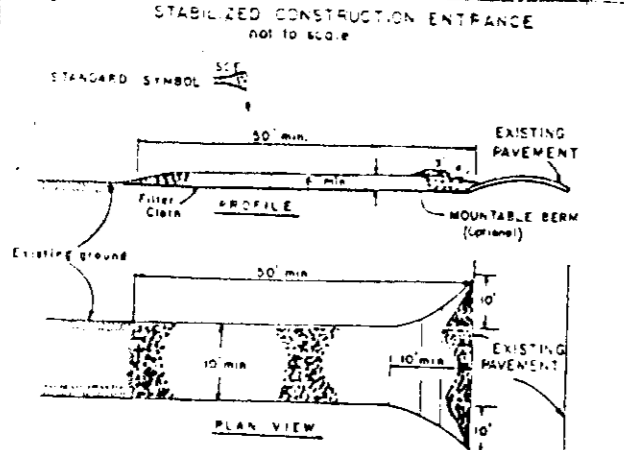 STABILIZED CONSTRUCTION ENTRANCE
not to scale
STANDARD SYMBOL
SCE
50' min.
EXISTING
PAVEMENT
min
Filter
Cloth
PROFILE
MOUNTABLE BERM
(Optional)
Existing ground
50' min
10'
10' min
10' min
EXISTING
PAVEMENT
10'
PLAN VIEW